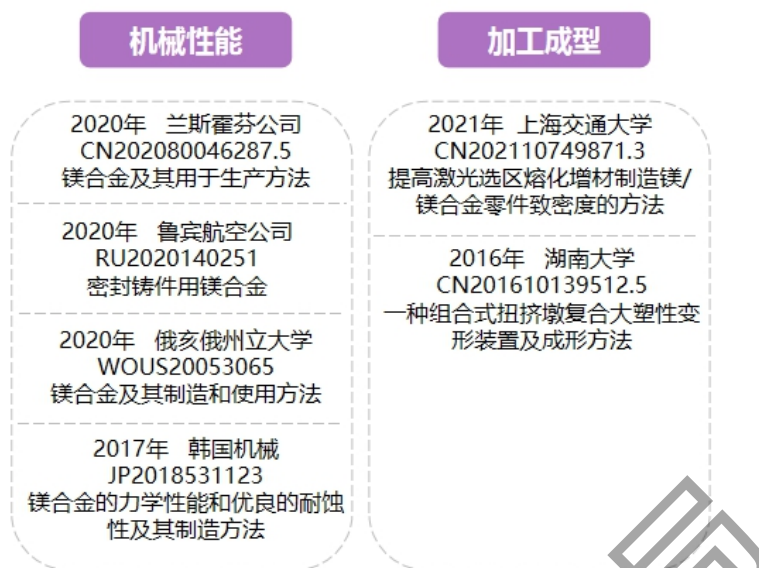 机械性能
2020年 兰斯霍芬公司
CN202080046287.5
镁合金及其用于生产方法
2020年 鲁宾航空公司
RU2020140251
密封铸件用镁合金
2020年 俄亥俄州立大学
WOUS20053065
镁合金及其制造和使用方法
2017年 韩国机械
JP2018531123
镁合金的力学性能和优良的耐蚀
性及其制造方法
加工成型
2021年 上海交通大学
CN202110749871.3
提高激光选区熔化增材制造镁/
镁合金零件致密度的方法
2016年 湖南大学
CN201610139512.5
一种组合式扭挤墩复合大塑性变
形装置及成形方法